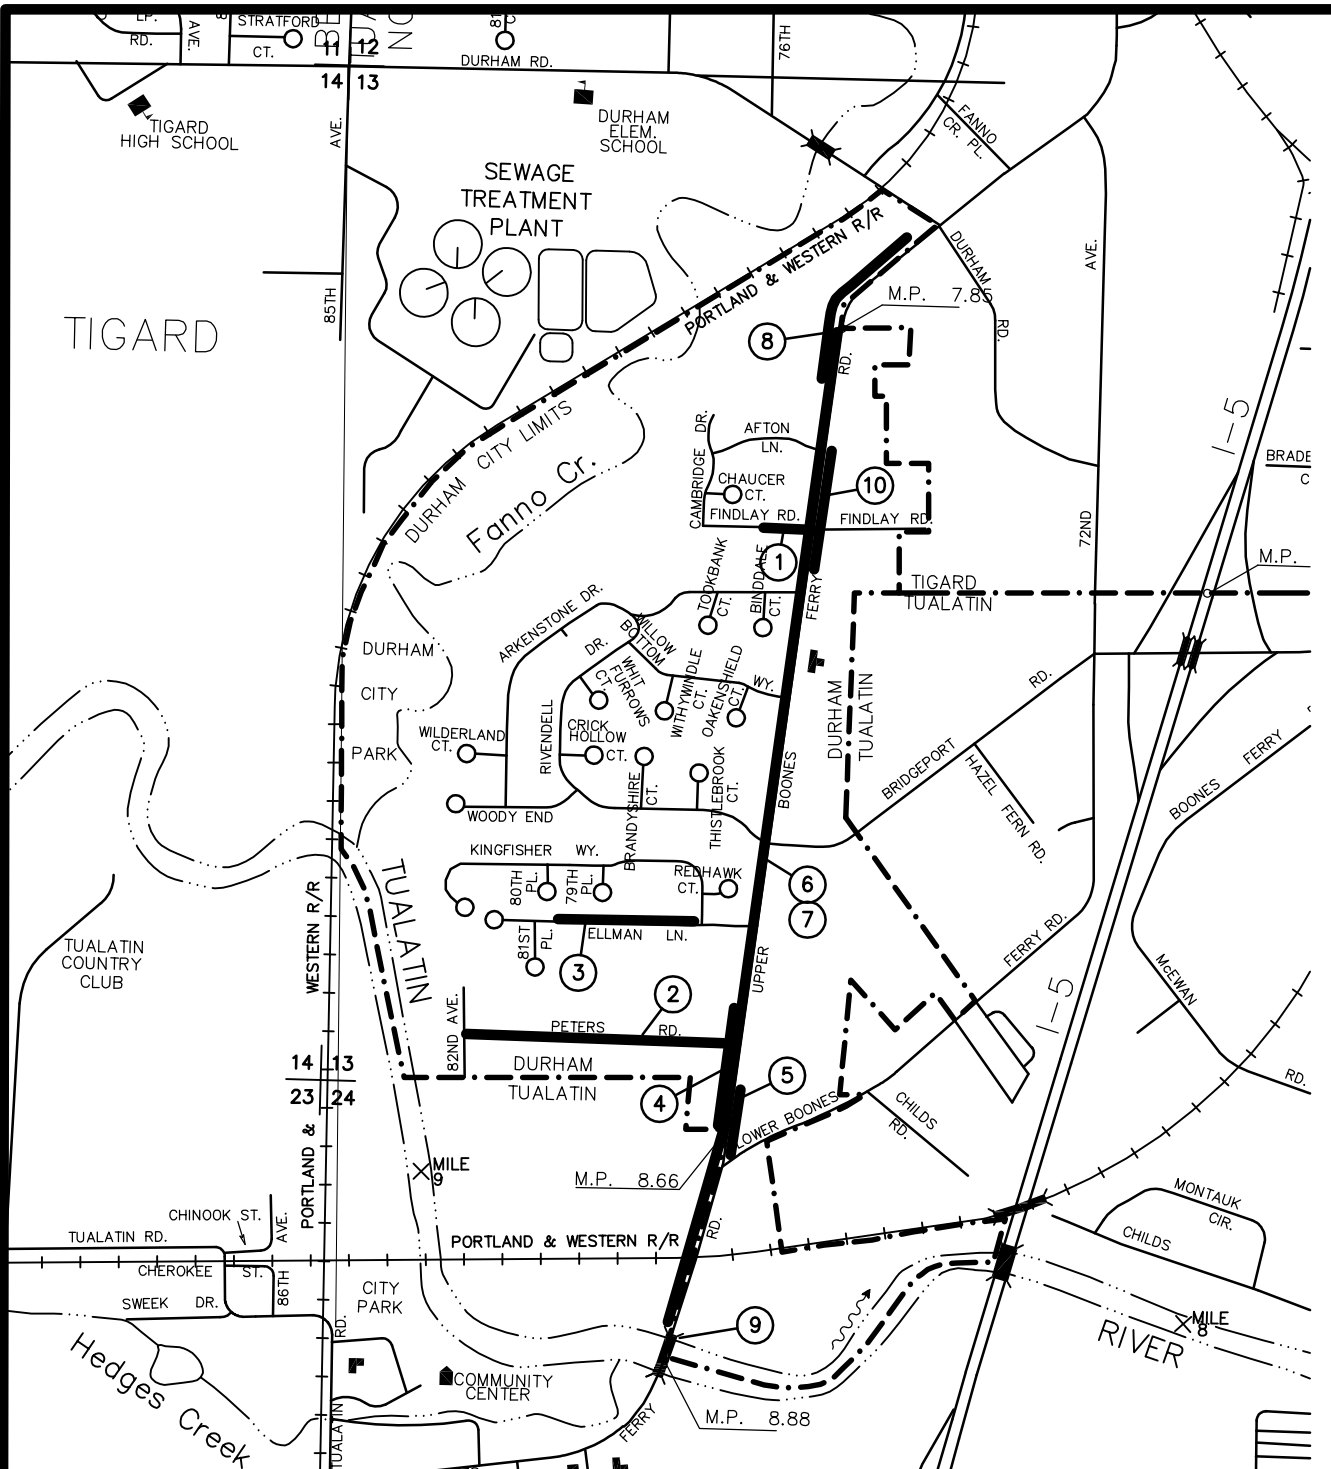 LP.
RD.
AVE.
STRATFORD
CT.
11 12
14 13
DURHAM RD.
76TH
FANNO
CR. PL.
TIGARD
HIGH SCHOOL
AVE.
85TH
DURHAM
ELEM.
SCHOOL
SEWAGE
TREATMENT
PLANT
TIGARD
PORTLAND & WESTERN R/R
DURHAM
RD.
AVE.
72ND
M.P. 7.85
8
RD.
I-5
BRADE
C
DURHAM CITY LIMITS
Fanno Cr.
CAMBRIDGE DR.
AFTON
LN.
CHAUCER
CT.
FINDLAY RD.
10
FINDLAY RD.
1
M.P.
TOOKBANK
CT.
BINDDALE
CT.
FERRY
TIGARD
TUALATIN
ARKENSTONE DR.
WILLOW
BOTTOM
WY.
DR.
RIVENDELL
WHIT
FURROWS
CT.
WITHYWINDLE
CT.
OAKENSHIELD
CT.
DURHAM
TUALATIN
DURHAM
CITY
PARK
WILDERLAND
CT.
CRICK
HOLLOW
CT.
BRANDYSHIRE
CT.
THISTLEBROOK
CT.
BOONES
BRIDGEPORT
RD.
HAZEL FERN RD.
BOONES FERRY
WOODY END
KINGFISHER WY.
80TH
PL.
79TH
PL.
REDHAWK
CT.
6
7
81ST
PL.
ELLMAN LN.
3
2
UPPER
FERRY RD.
I-5
McEWAN
RD.
TUALATIN
WESTERN R/R
TUALATIN
COUNTRY
CLUB
82ND AVE.
PETERS RD.
14 13
23 24
DURHAM
TUALATIN
4
5
LOWER BOONES
CHILDS
RD.
PORTLAND &
MILE
9
M.P. 8.66
RD.
MONTAUK
CIR.
CHILDS
CHINOOK ST.
AVE.
86TH
TUALATIN RD.
CHEROKEE ST.
SWEEK DR.
PORTLAND & WESTERN R/R
CITY
PARK
RD.
TUALATIN
9
RIVER
MILE
8
Hedges Creek
COMMUNITY
CENTER
FERRY
M.P. 8.88